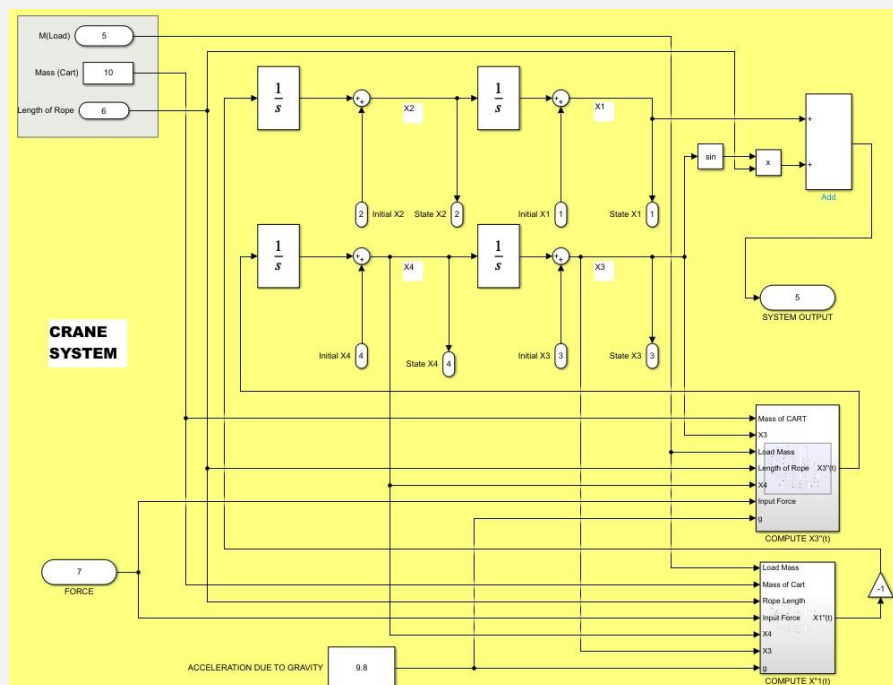 M(Load)
5
Mass (Cart)
10
Length of Rope
6
1
s
+
+
X2
1
s
+
+
X1
+
+
Add
sin
x
2
Initial X2
State X2
2
Initial X1
1
State X1
1
1
s
+
+
X4
1
s
+
+
X3
5
SYSTEM OUTPUT
CRANE
SYSTEM
Initial X4
4
State X4
4
Initial X3
3
State X3
3
Mass of CART
X3
Load Mass
Length of Rope
X3"(t)
X4
Input Force
g
COMPUTE X3"(t)
7
FORCE
-1
Load Mass
Mass of Cart
Rope Length
Input Force
X1"(t)
X4
X3
g
COMPUTE X"1(t)
ACCELERATION DUE TO GRAVITY
9.8